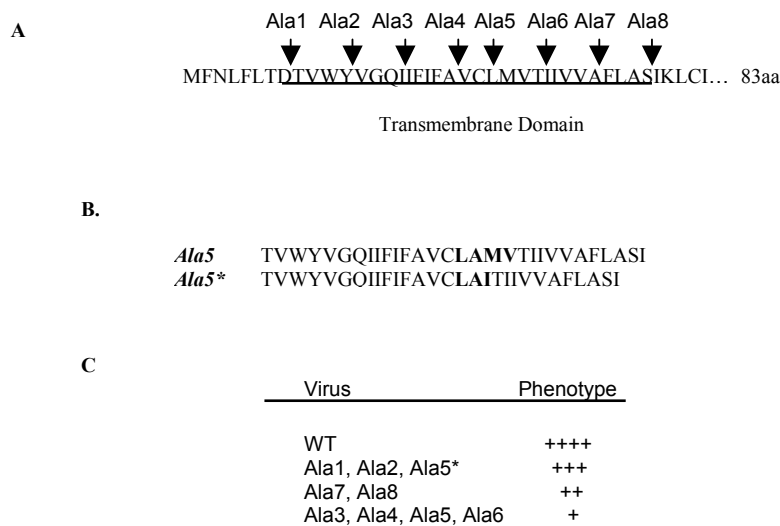 A
Ala1 Ala2 Ala3 Ala4 Ala5 Ala6 Ala7 Ala8
MFNLFLTDTVWYVGQIIFIFAVCLMVTIIVVAFLASIKLCI... 83aa
Transmembrane Domain
B.
Ala5 TVWYVGQIIFIFAVCLAMVTIIVVAFLASI
Ala5* TVWYVGQIIFIFAVCLAITIIVVAFLASI
C
Virus Phenotype
WT ++++
Ala1, Ala2, Ala5* +++
Ala7, Ala8 ++
Ala3, Ala4, Ala5, Ala6 +